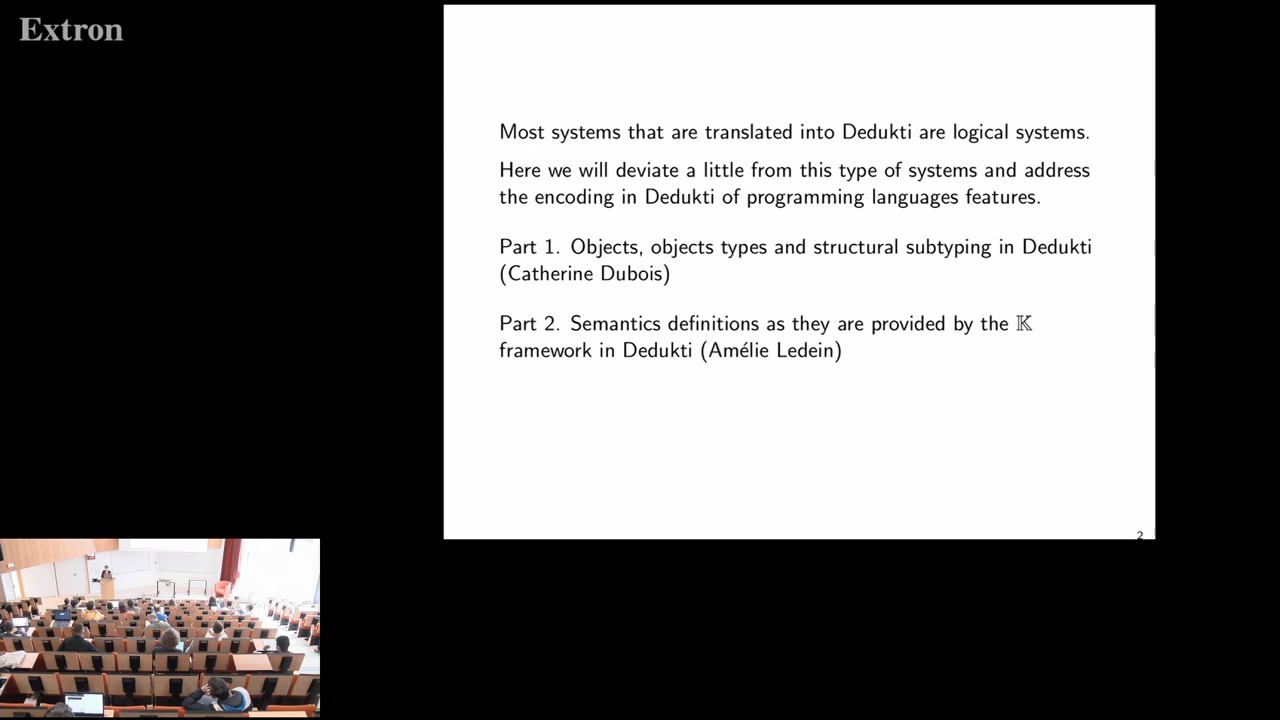 Extron
Most systems that are translated into Dedukti are logical systems.
Here we will deviate a little from this type of systems and address
the encoding in Dedukti of programming languages features.
Part 1. Objects, objects types and structural subtyping in Dedukti
(Catherine Dubois)
Part 2. Semantics definitions as they are provided by the 𝕂
framework in Dedukti (Amélie Ledein)
2